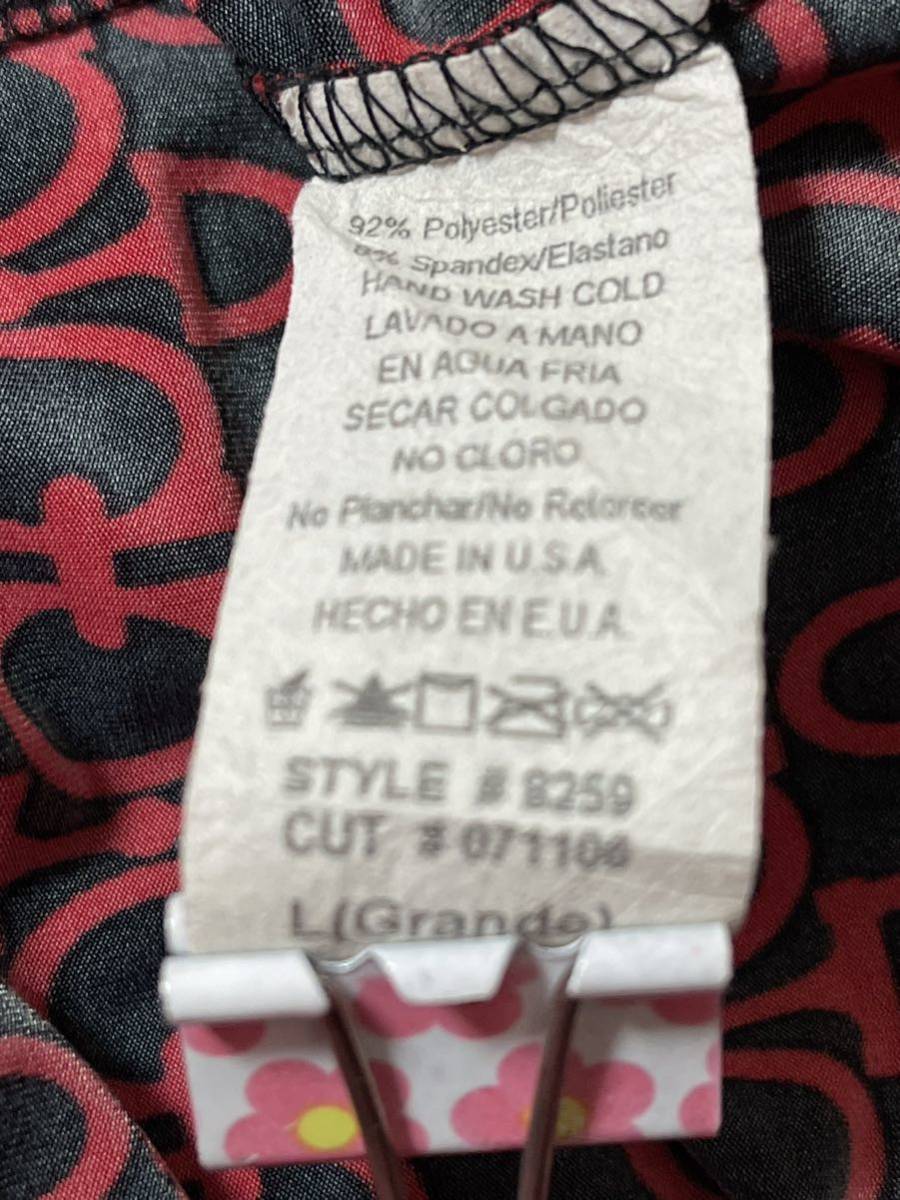 92% Polyester/Poliester
8% Spandex/Elastano
HAND WASH COLD
LAVADO A MANO
EN AGUA FRIA
SECAR COLGADO
NO CLORO
No Planchar/No Retorcer
MADE IN U.S.A.
HECHO EN E.U.A.
STYLE # 8259
CUT # 071106
L(Grande)